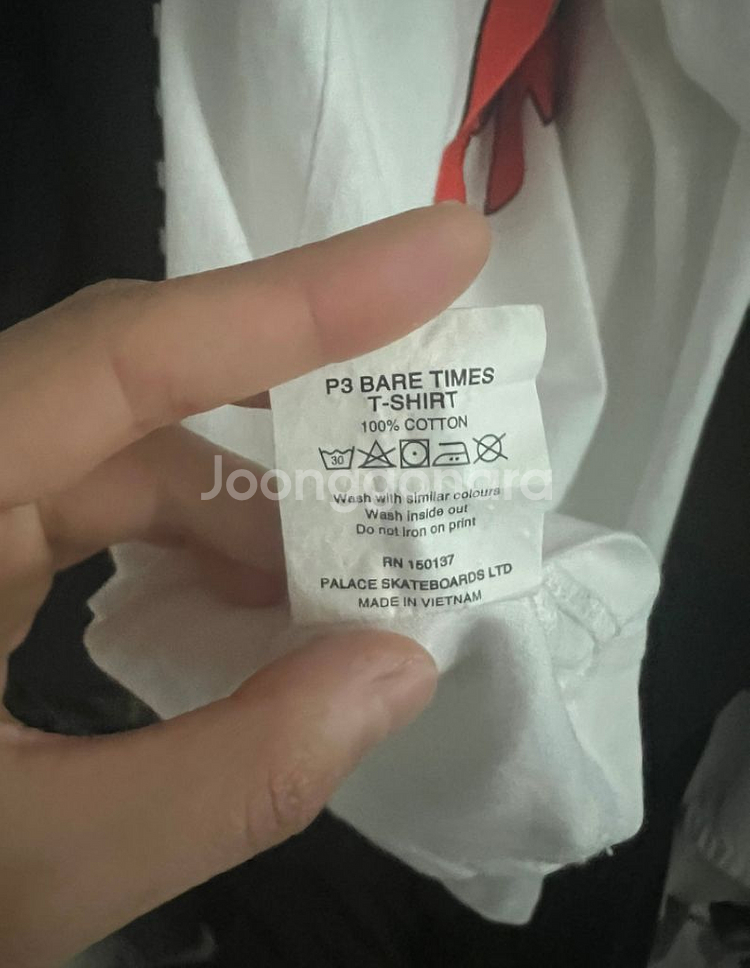 P3 BARE TIMES
T-SHIRT
100% COTTON
30
Joonggonara
Wash with similar colours
Wash inside out
Do not Iron on print
RN 150137
PALACE SKATEBOARDS LTD
MADE IN VIETNAM